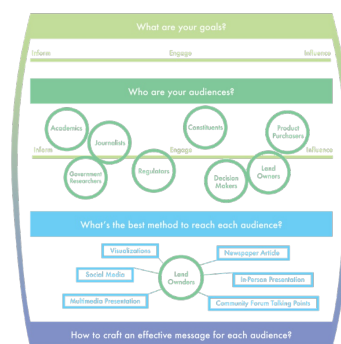 What are your goals?
Inform Engage Influence
Who are your audiences?
Academics
Journalists
Constituents
Product
Purchasers
Inform Engage Influence
Government
Researchers
Regulators
Decision
Makers
Land
Owners
What's the best method to reach each audience?
Visualizations
Newspaper Article
Social Media
Land
Ownders
In-Person Presentation
Multimedia Presentation
Community Forum Talking Points
How to craft an effective message for each audience?